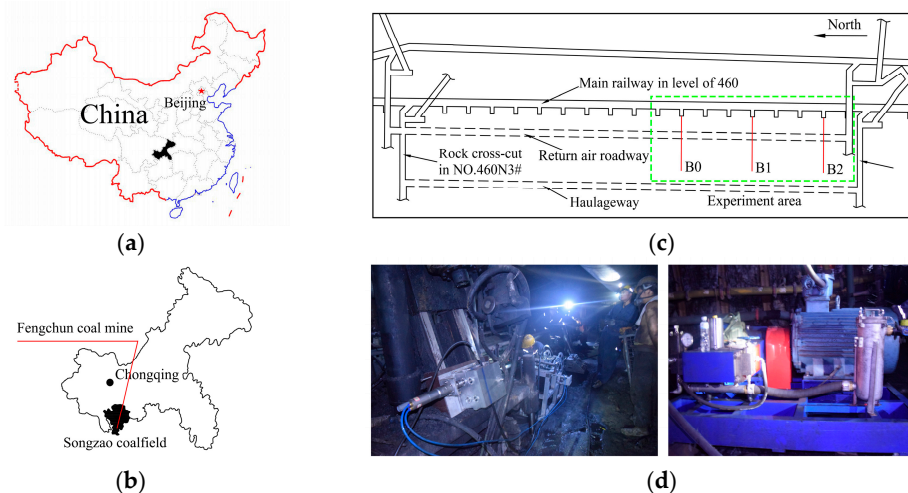 China
Beijing
(a)
Fengchun coal mine
Chongqing
Songzao coalfield
(b)
North
Main railway in level of 460
Return air roadway
Rock cross-cut
in NO.460N3#
Haulageway
B0
B1
B2
Experiment area
(c)
(d)